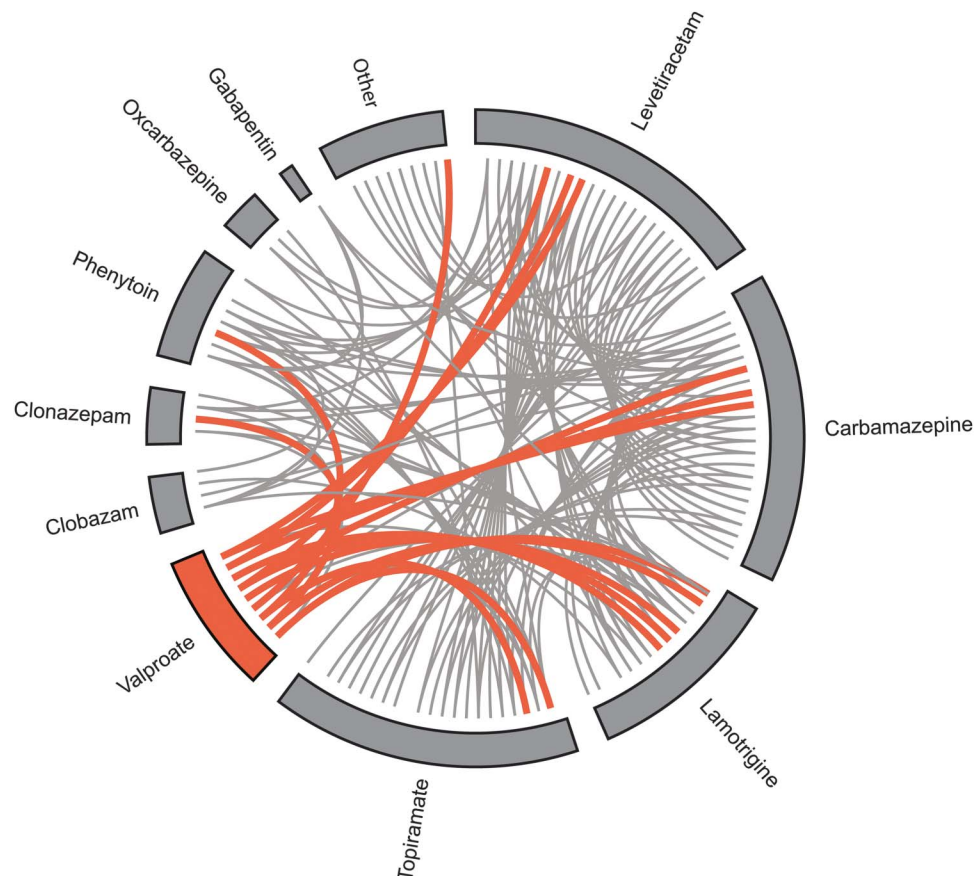 Levetiracetam
Carbamazepine
Lamotrigine
Topiramate
Valproate
Clobazam
Clonazepam
Phenytoin
Oxcarbazepine
Gabapentin
Other